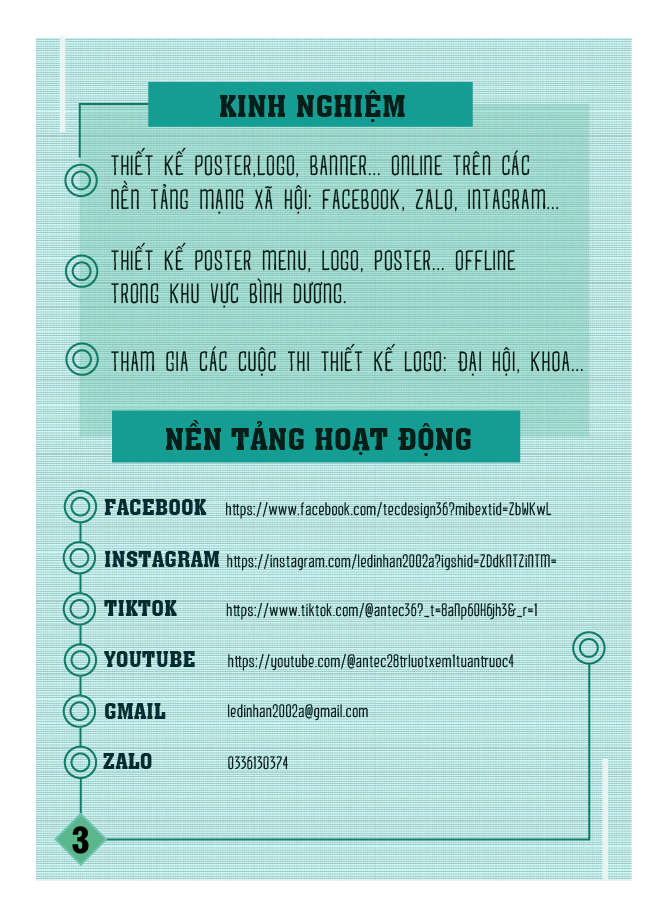 KINH NGHIỆM
THIẾT KẾ POSTER,LOGO, BANNER... ONLINE TRÊN CÁC
NỀN TẢNG MẠNG XÃ HỘI: FACEBOOK, ZALO, INTAGRAM...
THIẾT KẾ POSTER MENU, LOGO, POSTER... OFFLINE
TRONG KHU VỰC BÌNH DƯƠNG.
THAM GIA CÁC CUỘC THI THIẾT KẾ LOGO: ĐẠI HỘI, KHOA...
NỀN TẢNG HOẠT ĐỘNG
FACEBOOK https://www.facebook.com/tecdesign36?mibextid=ZbWKwL
INSTAGRAM https://instagram.com/ledinhan2002a?igshid=ZDdkNTZiNTM=
TIKTOK https://www.tiktok.com/@antec36?_t=8aNp60H6jh3&_r=1
YOUTUBE https://youtube.com/@antec28trluotxem1tuantruoc4
GMAIL ledinhan2002a@gmail.com
ZALO 0336130374
3